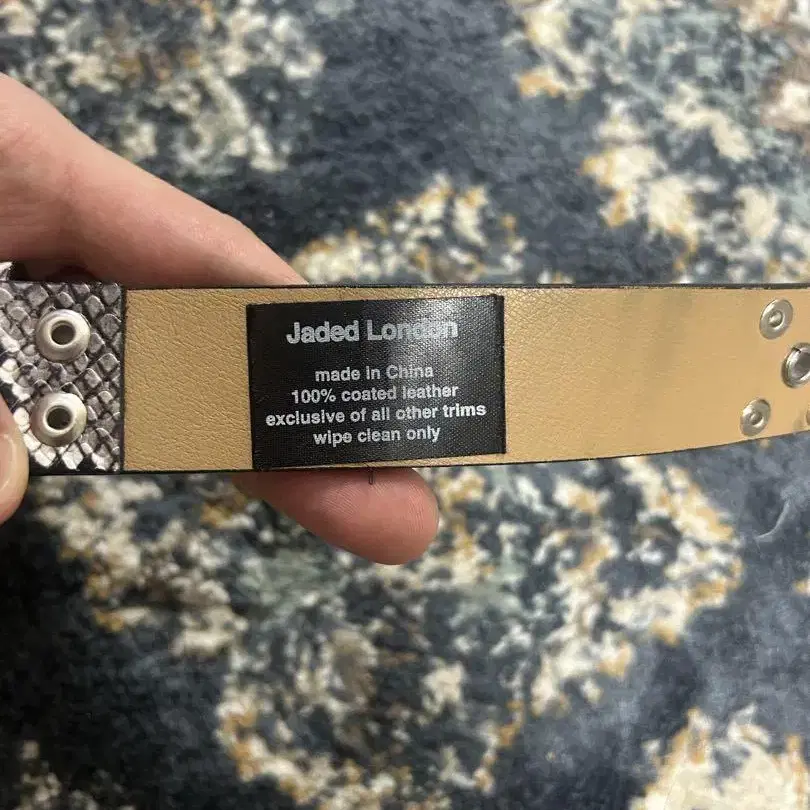 Jaded London
made in China
100% coated leather
exclusive of all other trims
wipe clean only